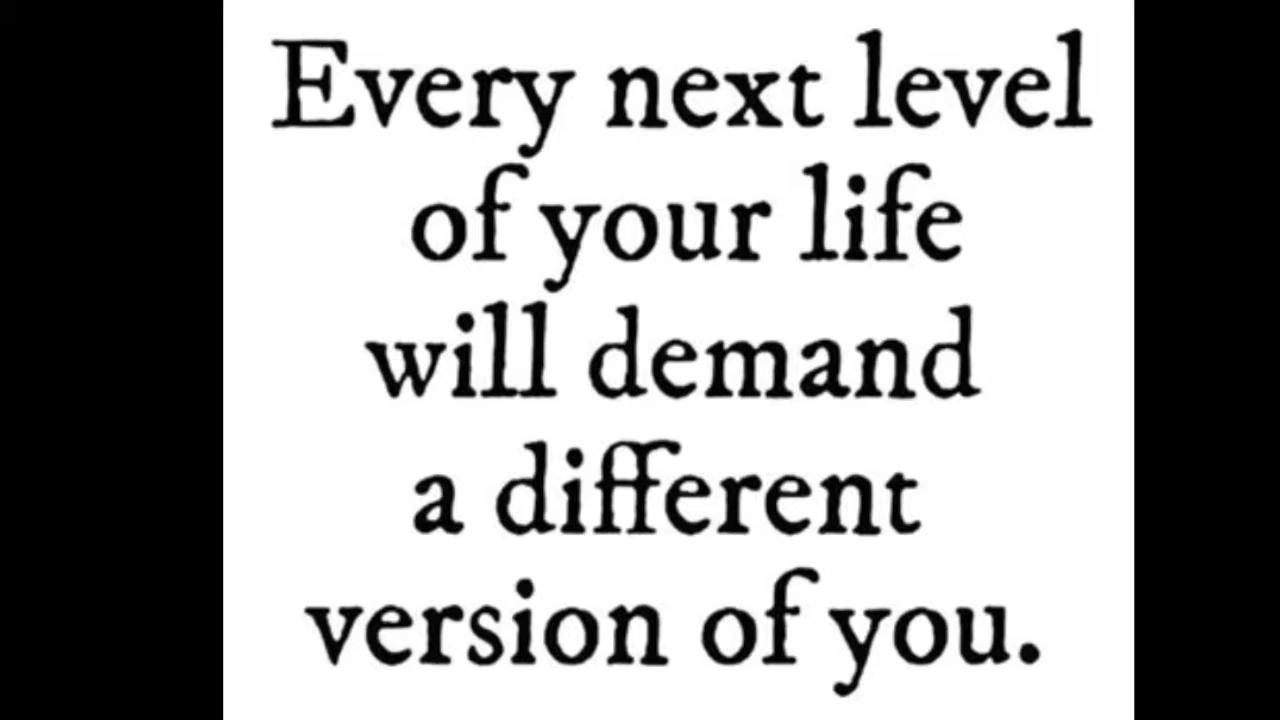 Every next level
of your life
will demand
a different
version of you.